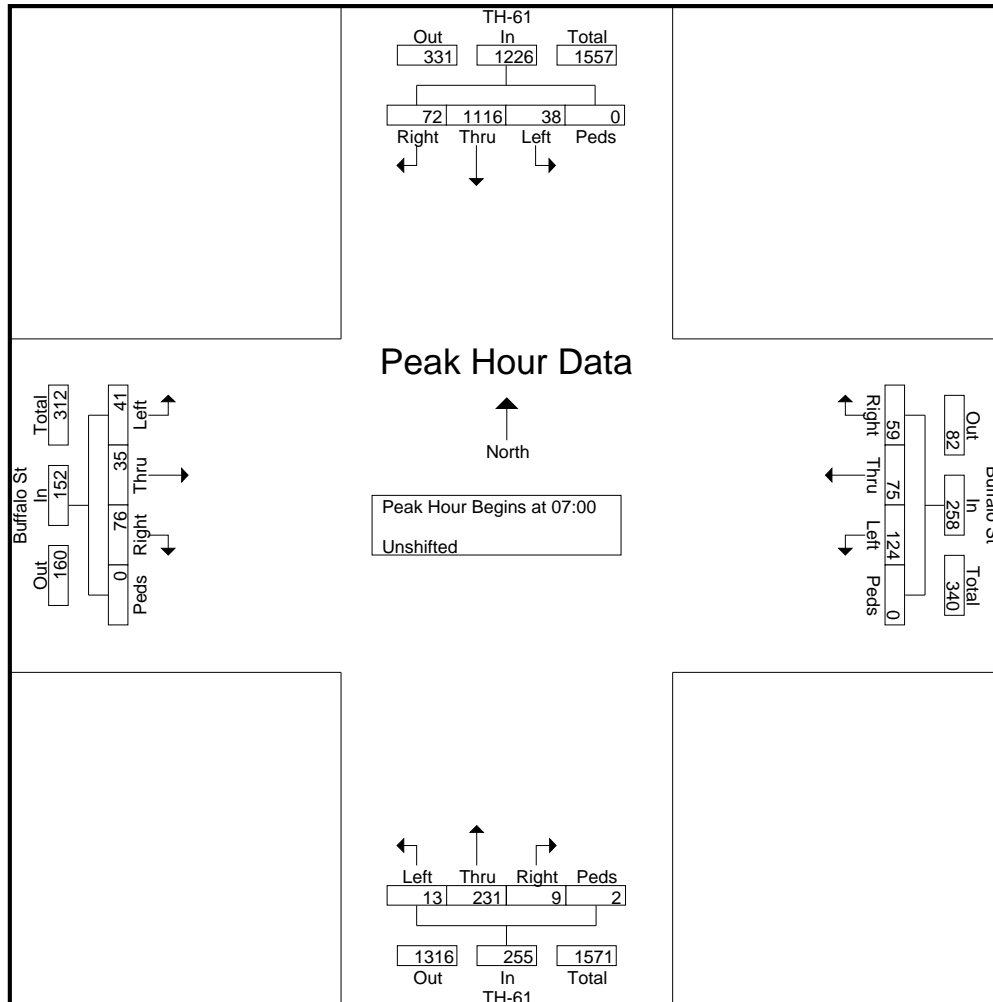 TH-61
Out In Total
331 1226 1557
72 1116 38 0
Right Thru Left Peds
Peak Hour Data
North
Peak Hour Begins at 07:00
Unshifted
Buffalo St
Total In Out
312 152 160
41 35 76 0
Left Thru Right Peds
Right Thru Left Peds
59 75 124 0
Out In Total
82 258 340
Buffalo St
Left Thru Right Peds
13 231 9 2
1316 255 1571
Out In Total
TH-61